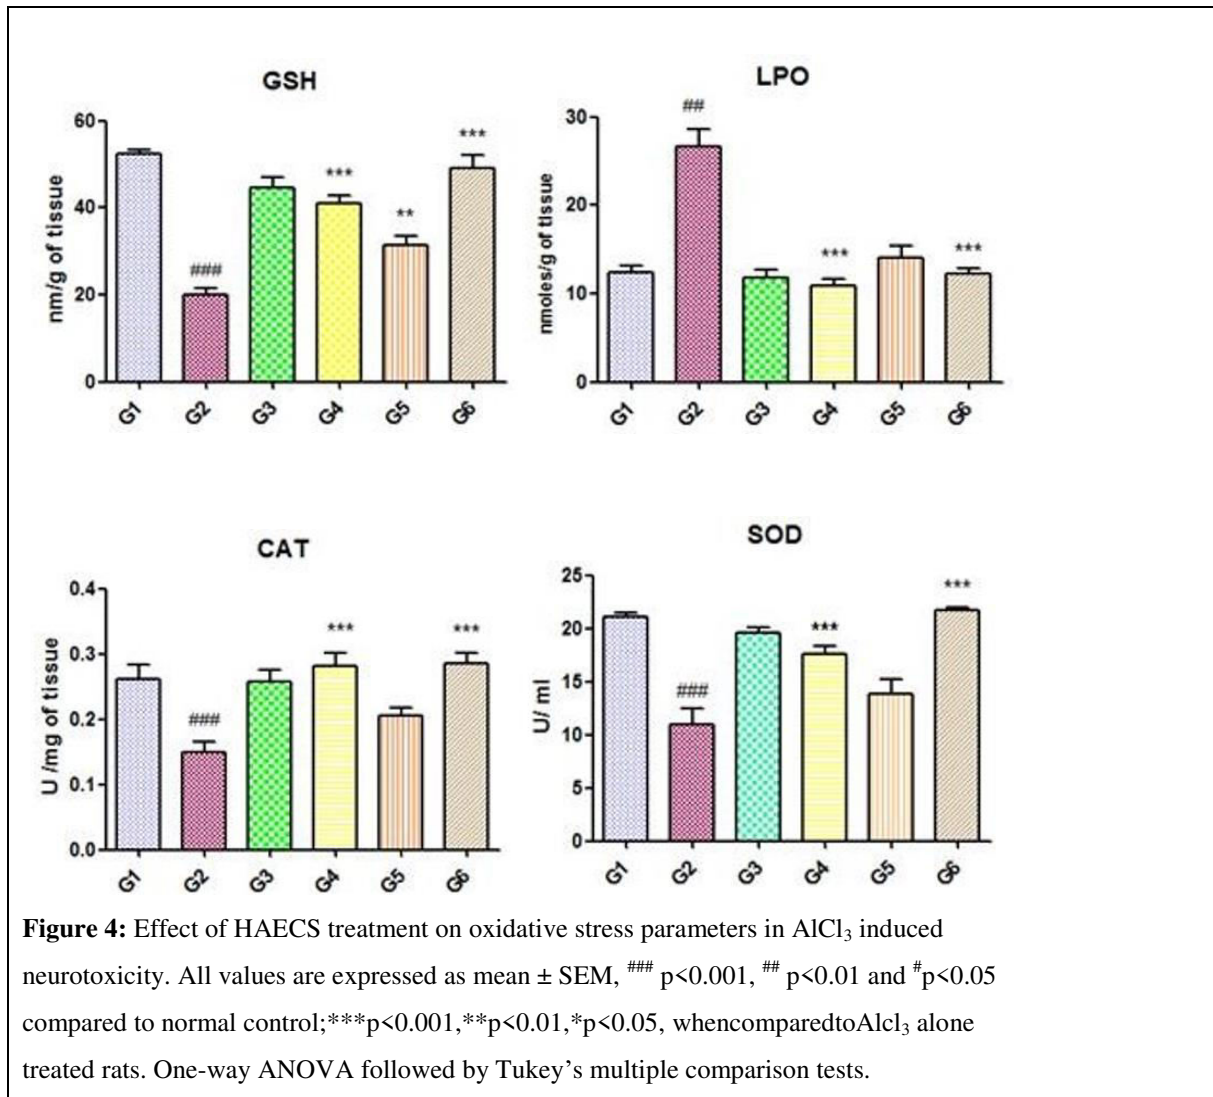 GSH
60
40
20
0
nm/g of tissue
###
***
**
***
G1
G2
G3
G4
G5
G6
LPO
30
20
10
0
nmoles/g of tissue
##
***
***
G1
G2
G3
G4
G5
G6
CAT
0.4
0.3
0.2
0.1
0.0
U /mg of tissue
###
***
***
G1
G2
G3
G4
G5
G6
SOD
25
20
15
10
5
0
U/ ml
###
***
***
G1
G2
G3
G4
G5
G6
Figure 4: Effect of HAECS treatment on oxidative stress parameters in AlCl₃ induced
neurotoxicity. All values are expressed as mean ± SEM, ### p<0.001, ## p<0.01 and #p<0.05
compared to normal control;***p<0.001,**p<0.01,*p<0.05, whencomparedtoAlcl₃ alone
treated rats. One-way ANOVA followed by Tukey’s multiple comparison tests.